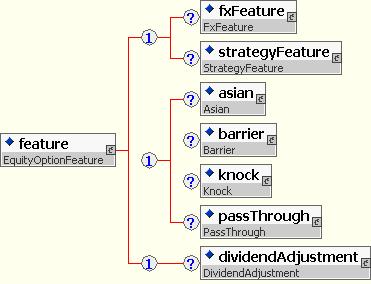 ? fxFeature
FxFeature
1
? strategyFeature
StrategyFeature
? asian
Asian
? barrier
Barrier
feature
EquityOptionFeature
1
? knock
Knock
? passThrough
PassThrough
1 ? dividendAdjustment
DividendAdjustment